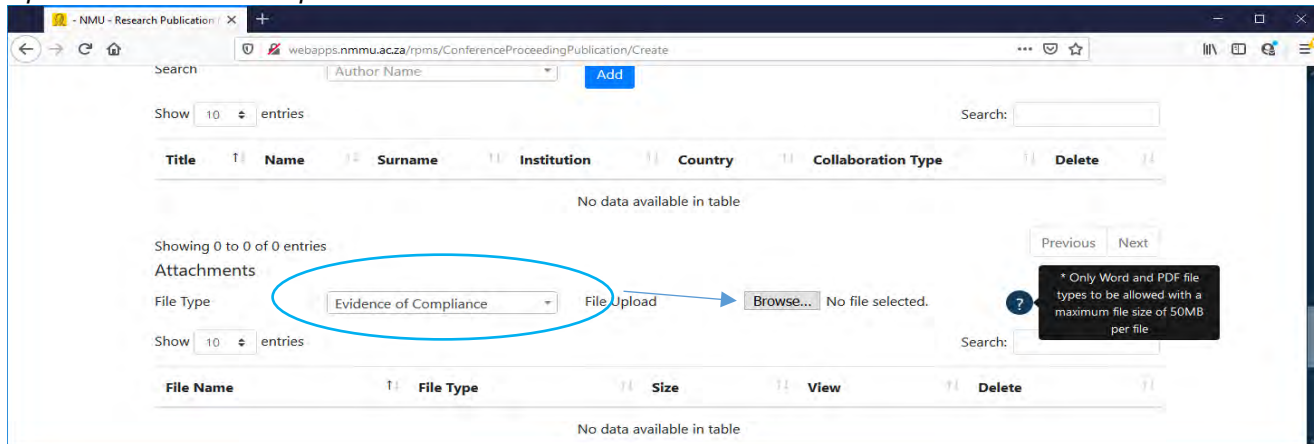 - NMU - Research Publication
webapps.nmmu.ac.za/rpms/ConferenceProceedingPublication/Create
Search Author Name Add
Show 10 entries Search:
Title Name Surname Institution Country Collaboration Type Delete
No data available in table
Showing 0 to 0 of 0 entries Previous Next
Attachments
File Type Evidence of Compliance File Upload Browse... No file selected. ?
* Only Word and PDF file
types to be allowed with a
maximum file size of 50MB
per file
Show 10 entries Search:
File Name File Type Size View Delete
No data available in table